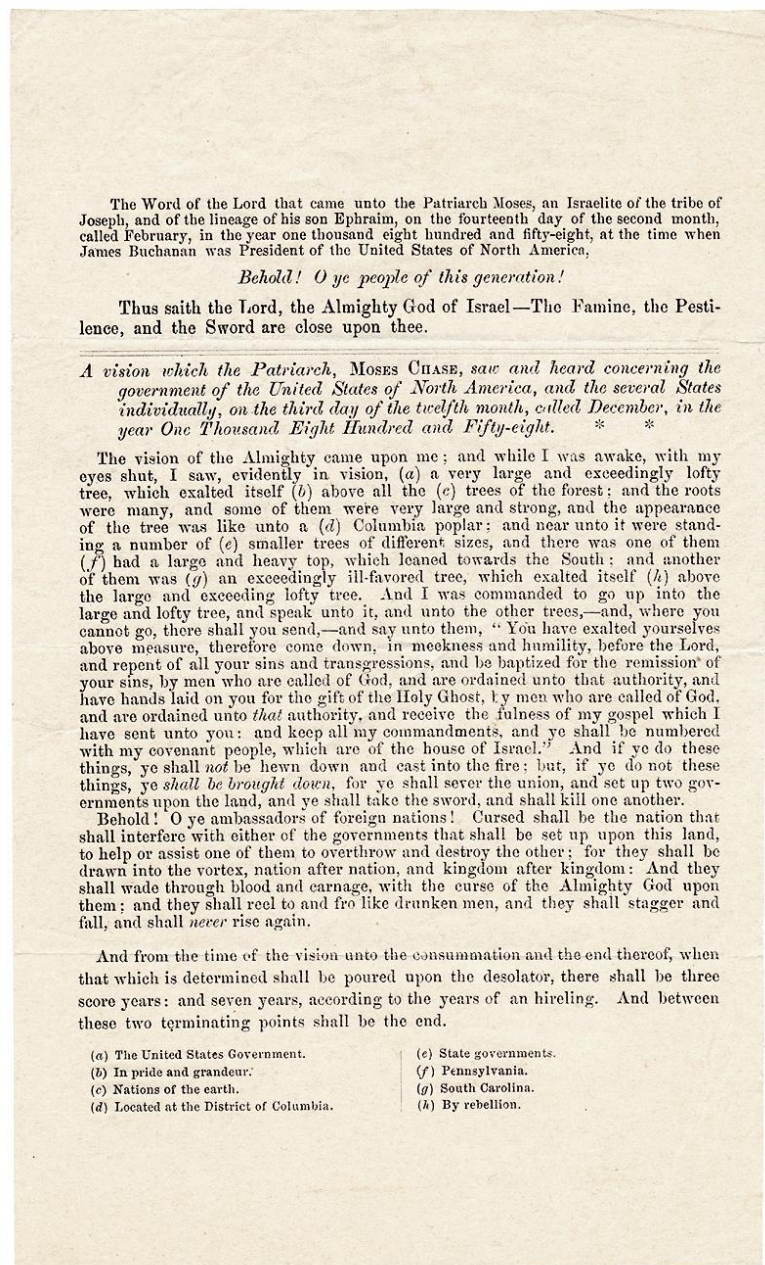 The Word of the Lord that came unto the Patriarch Moses, an Israelite of the tribe of
Joseph, and of the lineage of his son Ephraim, on the fourteenth day of the second month,
called February, in the year one thousand eight hundred and fifty-eight, at the time when
James Buchanan was President of the United States of North America,
Behold! O ye people of this generation!
Thus saith the Lord, the Almighty God of Israel—The Famine, the Pesti-
lence, and the Sword are close upon thee.
A vision which the Patriarch, MOSES CHASE, saw and heard concerning the
government of the United States of North America, and the several States
individually, on the third day of the twelfth month, called December, in the
year One Thousand Eight Hundred and Fifty-eight. * *
The vision of the Almighty came upon me; and while I was awake, with my
eyes shut, I saw, evidently in vision, (a) a very large and exceedingly lofty
tree, which exalted itself (b) above all the (c) trees of the forest: and the roots
were many, and some of them were very large and strong, and the appearance
of the tree was like unto a (d) Columbia poplar: and near unto it were stand-
ing a number of (e) smaller trees of different sizes, and there was one of them
(f) had a large and heavy top, which leaned towards the South: and another
of them was (g) an exceedingly ill-favored tree, which exalted itself (h) above
the large and exceeding lofty tree. And I was commanded to go up into the
large and lofty tree, and speak unto it, and unto the other trees,—and, where you
cannot go, there shall you send,—and say unto them, “ You have exalted yourselves
above measure, therefore come down, in meekness and humility, before the Lord,
and repent of all your sins and transgressions, and be baptized for the remission of
your sins, by men who are called of God, and are ordained unto that authority, and
have hands laid on you for the gift of the Holy Ghost, by men who are called of God,
and are ordained unto that authority, and receive the fulness of my gospel which I
have sent unto you: and keep all my commandments, and ye shall be numbered
with my covenant people, which are of the house of Israel.” And if ye do these
things, ye shall not be hewn down and cast into the fire: but, if ye do not these
things, ye shall be brought down, for ye shall sever the union, and set up two gov-
ernments upon the land, and ye shall take the sword, and shall kill one another.
Behold! O ye ambassadors of foreign nations! Cursed shall be the nation that
shall interfere with either of the governments that shall be set up upon this land,
to help or assist one of them to overthrow and destroy the other; for they shall be
drawn into the vortex, nation after nation, and kingdom after kingdom: And they
shall wade through blood and carnage, with the curse of the Almighty God upon
them; and they shall reel to and fro like drunken men, and they shall stagger and
fall, and shall never rise again.
And from the time of the vision unto the consummation and the end thereof, when
that which is determined shall be poured upon the desolator, there shall be three
score years: and seven years, according to the years of an hireling. And between
these two terminating points shall be the end.
(a) The United States Government.
(b) In pride and grandeur.
(c) Nations of the earth.
(d) Located at the District of Columbia.
(e) State governments.
(f) Pennsylvania.
(g) South Carolina.
(h) By rebellion.